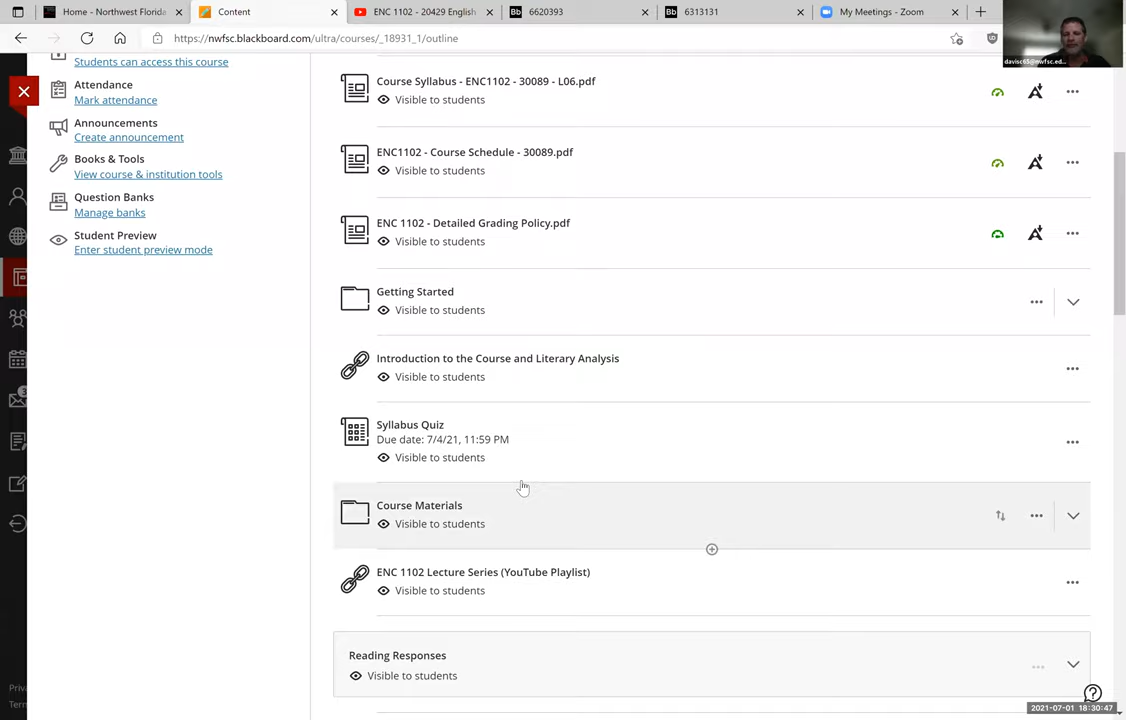 Home - Northwest Florida
Content
ENC 1102 - 20429 English
Bb 6620393
Bb 6313131
My Meetings - Zoom
https://nwfsc.blackboard.com/ultra/courses/_18931_1/outline
davisc65@nwfsc.ed...
Students can access this course
Attendance
Mark attendance
Announcements
Create announcement
Books & Tools
View course & institution tools
Question Banks
Manage banks
Student Preview
Enter student preview mode
Course Syllabus - ENC1102 - 30089 - L06.pdf
Visible to students
ENC1102 - Course Schedule - 30089.pdf
Visible to students
ENC 1102 - Detailed Grading Policy.pdf
Visible to students
Getting Started
Visible to students
Introduction to the Course and Literary Analysis
Visible to students
Syllabus Quiz
Due date: 7/4/21, 11:59 PM
Visible to students
Course Materials
Visible to students
ENC 1102 Lecture Series (YouTube Playlist)
Visible to students
Reading Responses
Visible to students
Priva
Term
2021-07-01 18:30:47